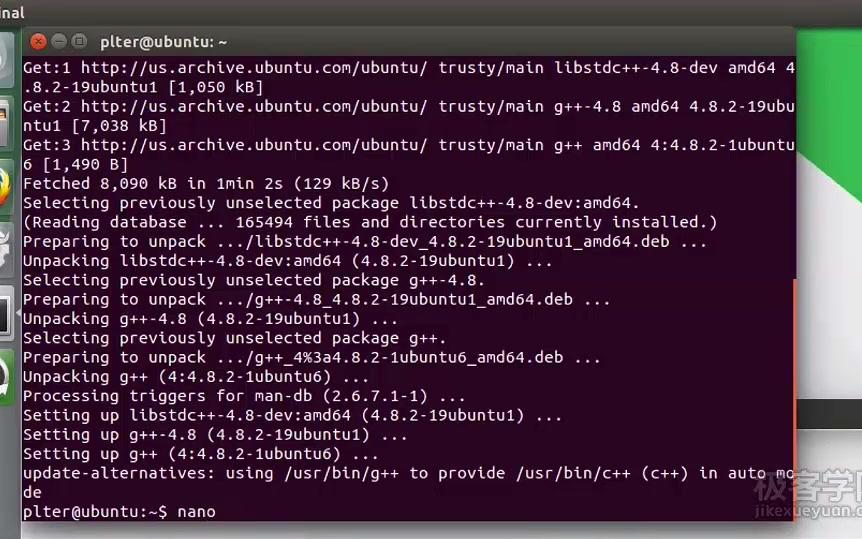 nal
plter@ubuntu: ~
Get:1 http://us.archive.ubuntu.com/ubuntu/ trusty/main libstdc++-4.8-dev amd64 4
.8.2-19ubuntu1 [1,050 kB]
Get:2 http://us.archive.ubuntu.com/ubuntu/ trusty/main g++-4.8 amd64 4.8.2-19ubu
ntu1 [7,038 kB]
Get:3 http://us.archive.ubuntu.com/ubuntu/ trusty/main g++ amd64 4:4.8.2-1ubuntu
6 [1,490 B]
Fetched 8,090 kB in 1min 2s (129 kB/s)
Selecting previously unselected package libstdc++-4.8-dev:amd64.
(Reading database ... 165494 files and directories currently installed.)
Preparing to unpack .../libstdc++-4.8-dev_4.8.2-19ubuntu1_amd64.deb ...
Unpacking libstdc++-4.8-dev:amd64 (4.8.2-19ubuntu1) ...
Selecting previously unselected package g++-4.8.
Preparing to unpack .../g++-4.8_4.8.2-19ubuntu1_amd64.deb ...
Unpacking g++-4.8 (4.8.2-19ubuntu1) ...
Selecting previously unselected package g++.
Preparing to unpack .../g++_4%3a4.8.2-1ubuntu6_amd64.deb ...
Unpacking g++ (4:4.8.2-1ubuntu6) ...
Processing triggers for man-db (2.6.7.1-1) ...
Setting up libstdc++-4.8-dev:amd64 (4.8.2-19ubuntu1) ...
Setting up g++-4.8 (4.8.2-19ubuntu1) ...
Setting up g++ (4:4.8.2-1ubuntu6) ...
update-alternatives: using /usr/bin/g++ to provide /usr/bin/c++ (c++) in auto mo
de
plter@ubuntu:~$ nano
极客学院
jikexueyuan.c